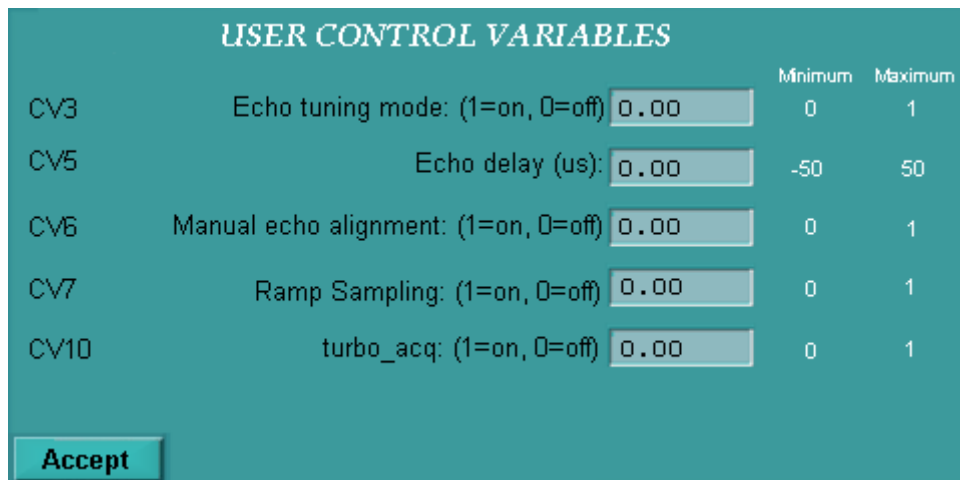 USER CONTROL VARIABLES
Minimum Maximum
CV3 Echo tuning mode: (1=on, 0=off) 0.00 0 1
CV5 Echo delay (us): 0.00 -50 50
CV6 Manual echo alignment: (1=on, 0=off) 0.00 0 1
CV7 Ramp Sampling: (1=on, 0=off) 0.00 0 1
CV10 turbo_acq: (1=on, 0=off) 0.00 0 1
Accept